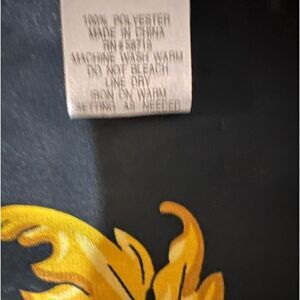 100% POLYESTER
MADE IN CHINA
MACHINE WASH WARM
DO NOT BLEACH
LINE DRY
IRON ON WARM
SETTING AS NEEDED